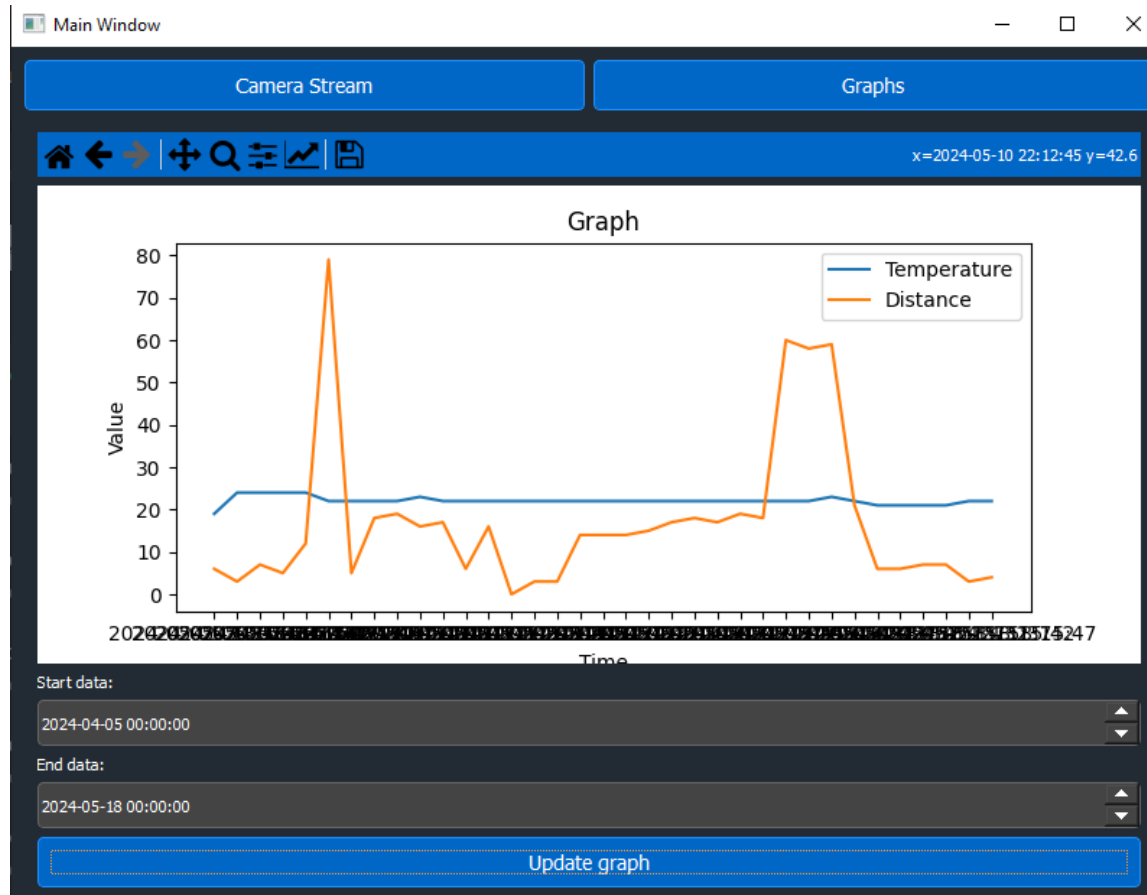 Main Window
Camera Stream
Graphs
x=2024-05-10 22:12:45 y=42.6
Graph
Temperature
Distance
80
70
60
50
40
30
20
10
0
Value
Time
Start data:
2024-04-05 00:00:00
End data:
2024-05-18 00:00:00
Update graph